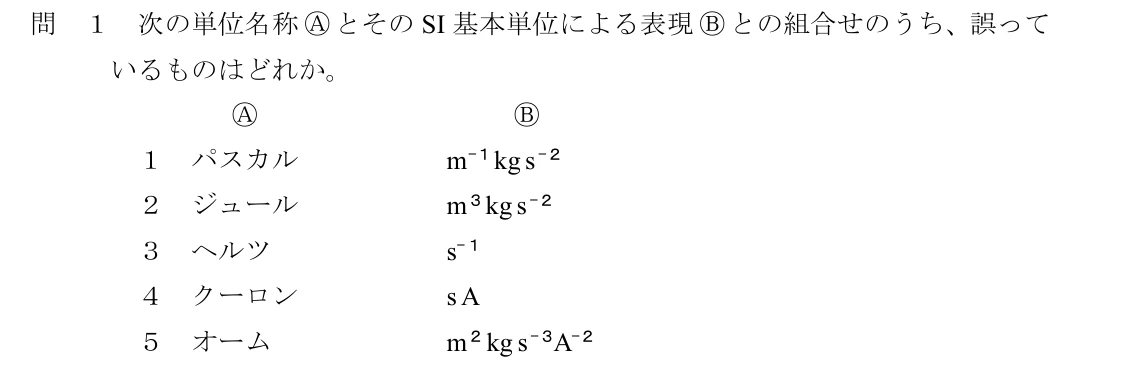 問 1 次の単位名称Ⓐとその SI 基本単位による表現Ⓑとの組合せのうち、誤って
いるものはどれか。
Ⓐ Ⓑ
1 パスカル m⁻¹ kg s⁻²
2 ジュール m³ kg s⁻²
3 ヘルツ s⁻¹
4 クーロン s A
5 オーム m² kg s⁻³ A⁻²